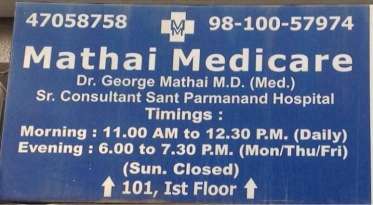 47058758 MM 98-100-57974
Mathai Medicare
Dr. George Mathai M.D. (Med.)
Sr. Consultant Sant Parmanand Hospital
Timings :
Morning : 11.00 AM to 12.30 P.M. (Daily)
Evening : 6.00 to 7.30 P.M. (Mon/Thu/Fri)
(Sun. Closed)
101, Ist Floor